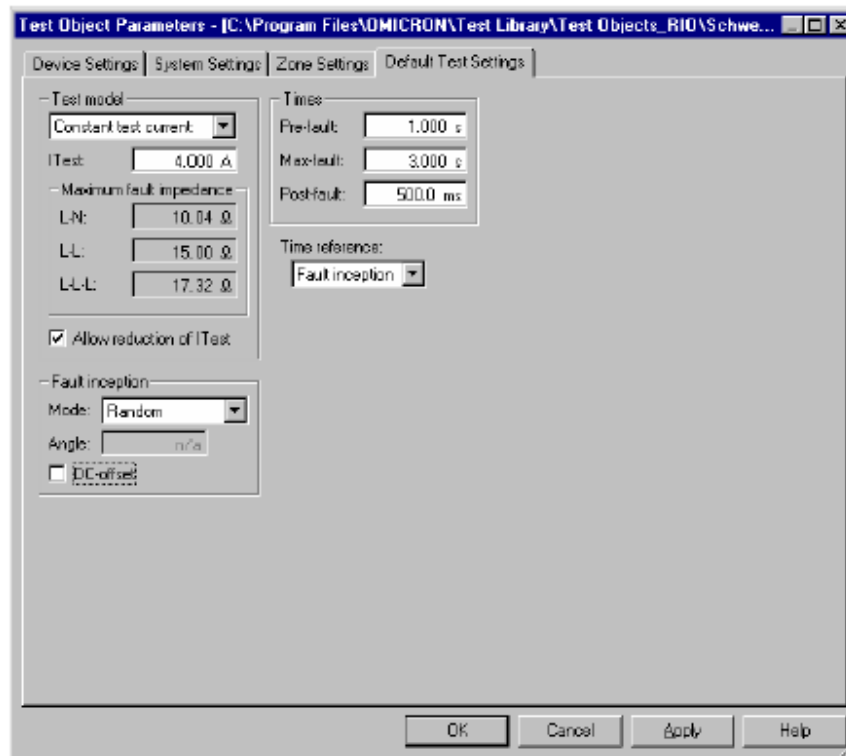 Test Object Parameters - [C:\Program Files\OMICRON\Test Library\Test Objects_RIO\Schwe...
Device Settings
System Settings
Zone Settings
Default Test Settings
Test model
Constant test current
ITest:
4.000 A
Maximum fault impedance
L-N:
10.04 Ω
L-L:
15.00 Ω
L-L-L:
17.32 Ω
Allow reduction of ITest
Fault inception
Mode:
Random
Angle:
n/a
DC-offset
Times
Pre-fault:
1.000 s
Max-fault:
3.000 s
Post-fault:
500.0 ms
Time reference:
Fault inception
OK
Cancel
Apply
Help